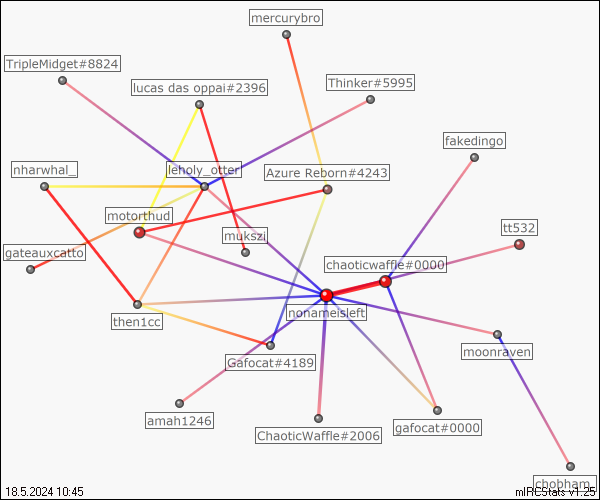 mercurybro
TripleMidget#8824
lucas das oppai#2396
Thinker#5995
fakedingo
nharwhal_
leholy_otter
Azure Reborn#4243
motorthud
tt532
mukszi
gateauxcatto
chaoticwaffle#0000
nonameisleft
then1cc
moonraven
Gafocat#4189
amah1246
ChaoticWaffle#2006
gafocat#0000
chobham_
18.5.2024 10:45
mIRCStats v1.25